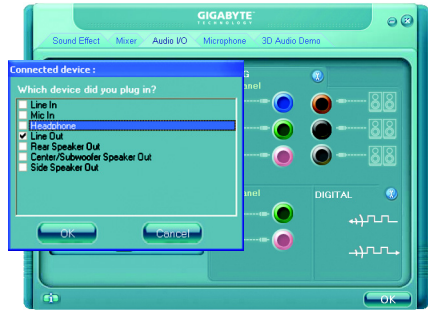 GIGABYTE
TECHNOLOGY
Sound Effect Mixer Audio I/O Microphone 3D Audio Demo
Connected device :
Which device did you plug in?
Line In
Mic In
Headphone
Line Out
Rear Speaker Out
Center/Subwoofer Speaker Out
Side Speaker Out
OK Cancel
G
anel
anel
DIGITAL
OK